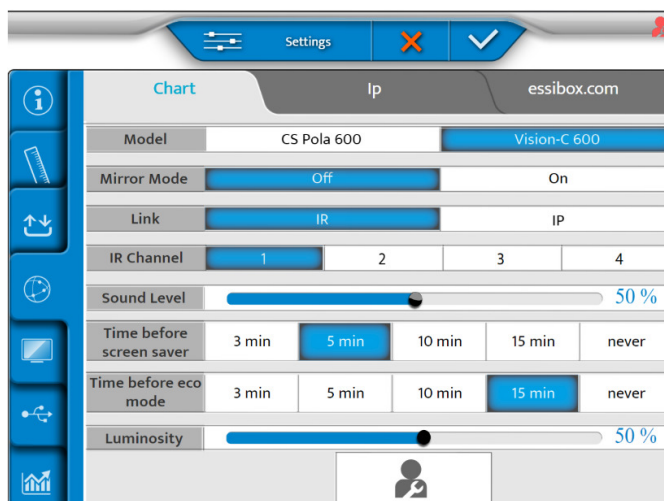 Settings
Chart Ip essibox.com
Model CS Pola 600 Vision-C 600
Mirror Mode Off On
Link IR IP
IR Channel 1 2 3 4
Sound Level 50 %
Time before
screen saver 3 min 5 min 10 min 15 min never
Time before eco
mode 3 min 5 min 10 min 15 min never
Luminosity 50 %